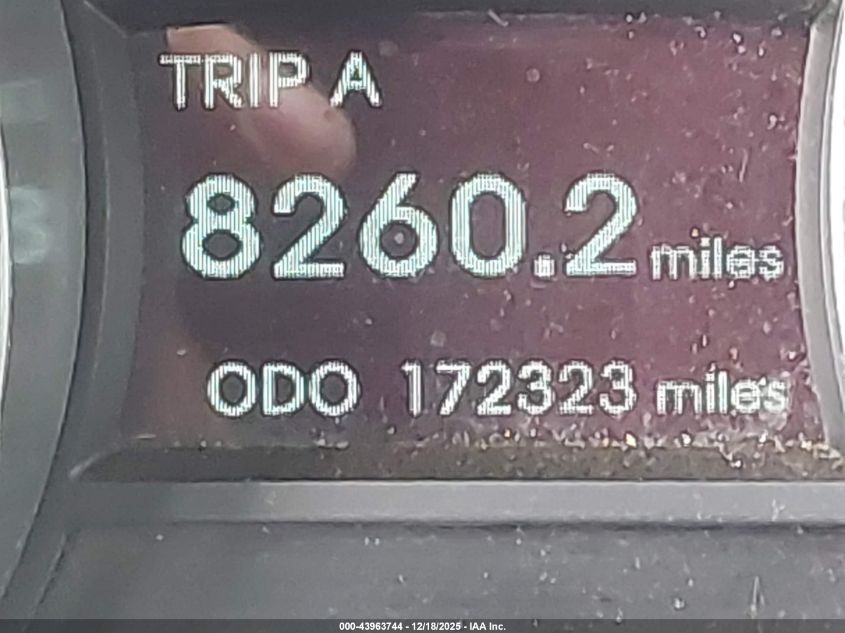 TRIP A
8260.2 miles
ODO 172323 miles
000-43963744 - 12/18/2025 - IAA Inc.